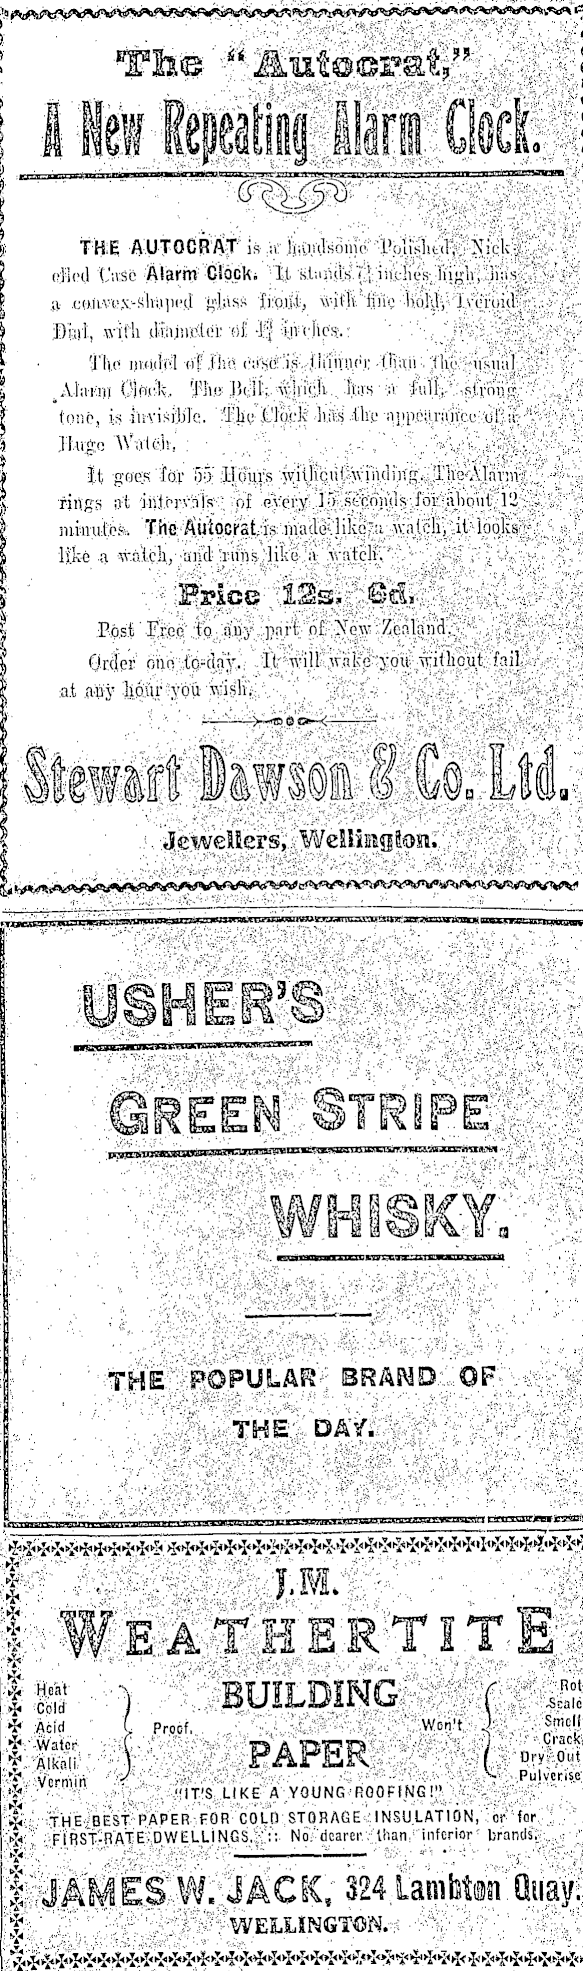 The "Autocrat,"
A New Repeating Alarm Clock.
THE AUTOCRAT is a handsome Polished, Nick-
elled Case Alarm Clock. It stands inches high, has
a convex-shaped glass front, with fine bold, Iveroid
Dial, with diameter of inches.
The model of the case is thinner than the usual
Alarm Clock. The Bell, which has a full, strong
tone, is invisible. The Clock has the appearance of a
Huge Watch.
It goes for 55 Hours without winding. The Alarm
rings at intervals of every 15 seconds for about 12
minutes. The Autocrat is made like a watch, it looks
like a watch, and runs like a watch.
Price 12s. 6d.
Post Free to any part of New Zealand.
Order one to-day. It will wake you without fail
at any hour you wish.
Stewart Dawson & Co. Ltd.
Jewellers, Wellington.
USHER'S
GREEN STRIPE
WHISKY.
THE POPULAR BRAND OF
THE DAY.
J.M.
WEATHERTITE
BUILDING
PAPER
Heat
Cold
Acid
Water
Alkali
Vermin
Proof.
Won't
Rot
Scale
Smell
Crack
Dry Out
Pulverise
"IT'S LIKE A YOUNG ROOFING!"
THE BEST PAPER FOR COLD STORAGE INSULATION, or for
FIRST-RATE DWELLINGS. :: No dearer than inferior brands.
JAMES W. JACK, 324 Lambton Quay.
WELLINGTON.